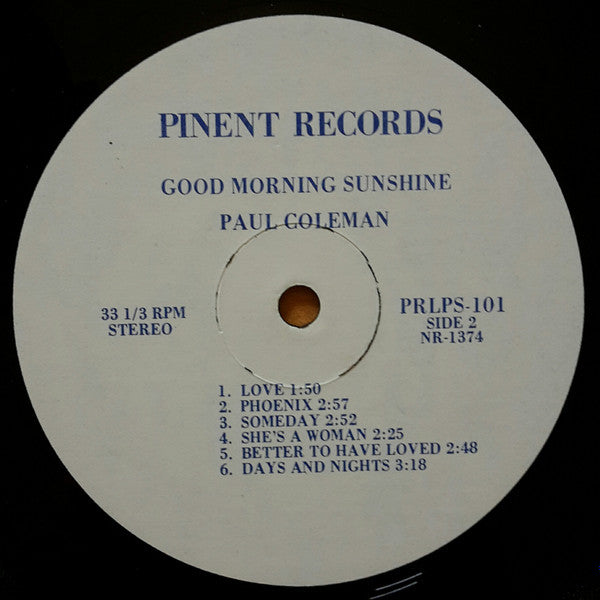 PINENT RECORDS
GOOD MORNING SUNSHINE
PAUL COLEMAN
33 1/3 RPM
STEREO
PRLPS-101
SIDE 2
NR-1374
1. LOVE 1:50
2. PHOENIX 2:57
3. SOMEDAY 2:52
4. SHE'S A WOMAN 2:25
5. BETTER TO HAVE LOVED 2:48
6. DAYS AND NIGHTS 3:18